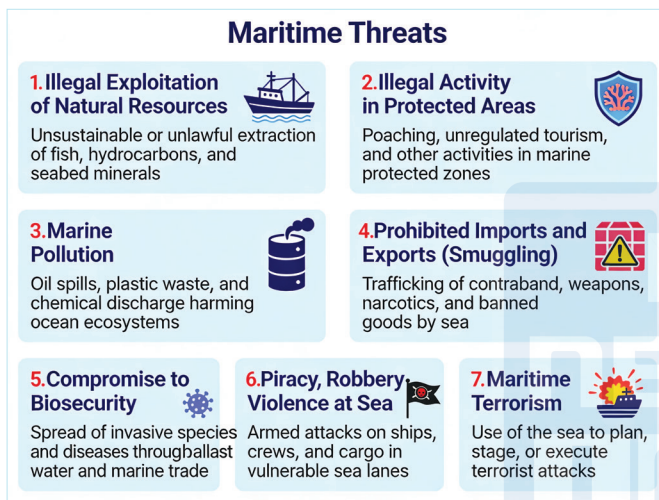 Maritime Threats
1.Illegal Exploitation
of Natural Resources
Unsustainable or unlawful extraction
of fish, hydrocarbons, and
seabed minerals
2.Illegal Activity
in Protected Areas
Poaching, unregulated tourism,
and other activities in marine
protected zones
3.Marine
Pollution
Oil spills, plastic waste, and
chemical discharge harming
ocean ecosystems
4.Prohibited Imports and
Exports (Smuggling)
Trafficking of contraband, weapons,
narcotics, and banned
goods by sea
5.Compromise to
Biosecurity
Spread of invasive species
and diseases throughballast
water and marine trade
6.Piracy, Robbery,
Violence at Sea
Armed attacks on ships,
crews, and cargo in
vulnerable sea lanes
7.Maritime
Terrorism
Use of the sea to plan,
stage, or execute
terrorist attacks